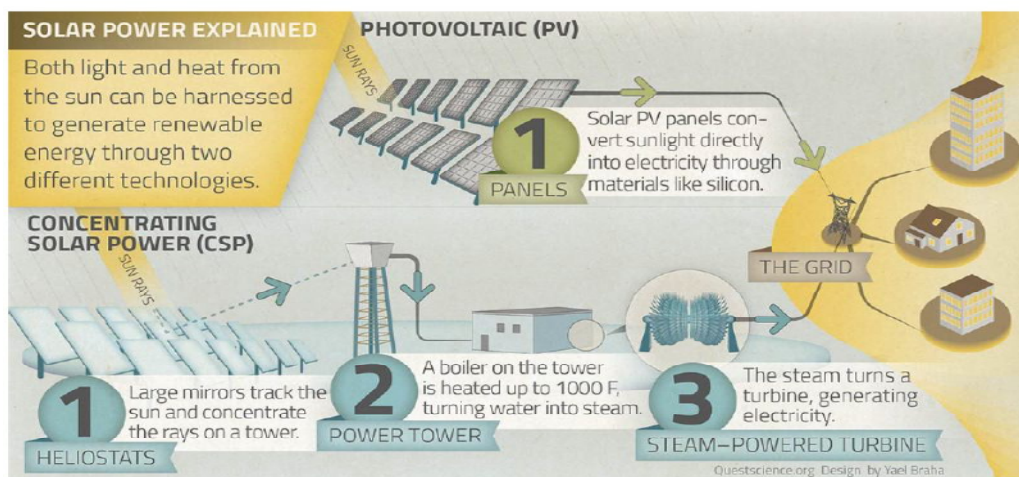 SOLAR POWER EXPLAINED
Both light and heat from
the sun can be harnessed
to generate renewable
energy through two
different technologies.
PHOTOVOLTAIC (PV)
SUN RAYS
1
PANELS
Solar PV panels con-
vert sunlight directly
into electricity through
materials like silicon.
THE GRID
CONCENTRATING
SOLAR POWER (CSP)
SUN RAYS
1
HELIOSTATS
Large mirrors track the
sun and concentrate
the rays on a tower.
2
POWER TOWER
A boiler on the tower
is heated up to 1000 F,
turning water into steam.
3
STEAM-POWERED TURBINE
The steam turns a
turbine, generating
electricity.
Questscience.org Design by Yael Braha